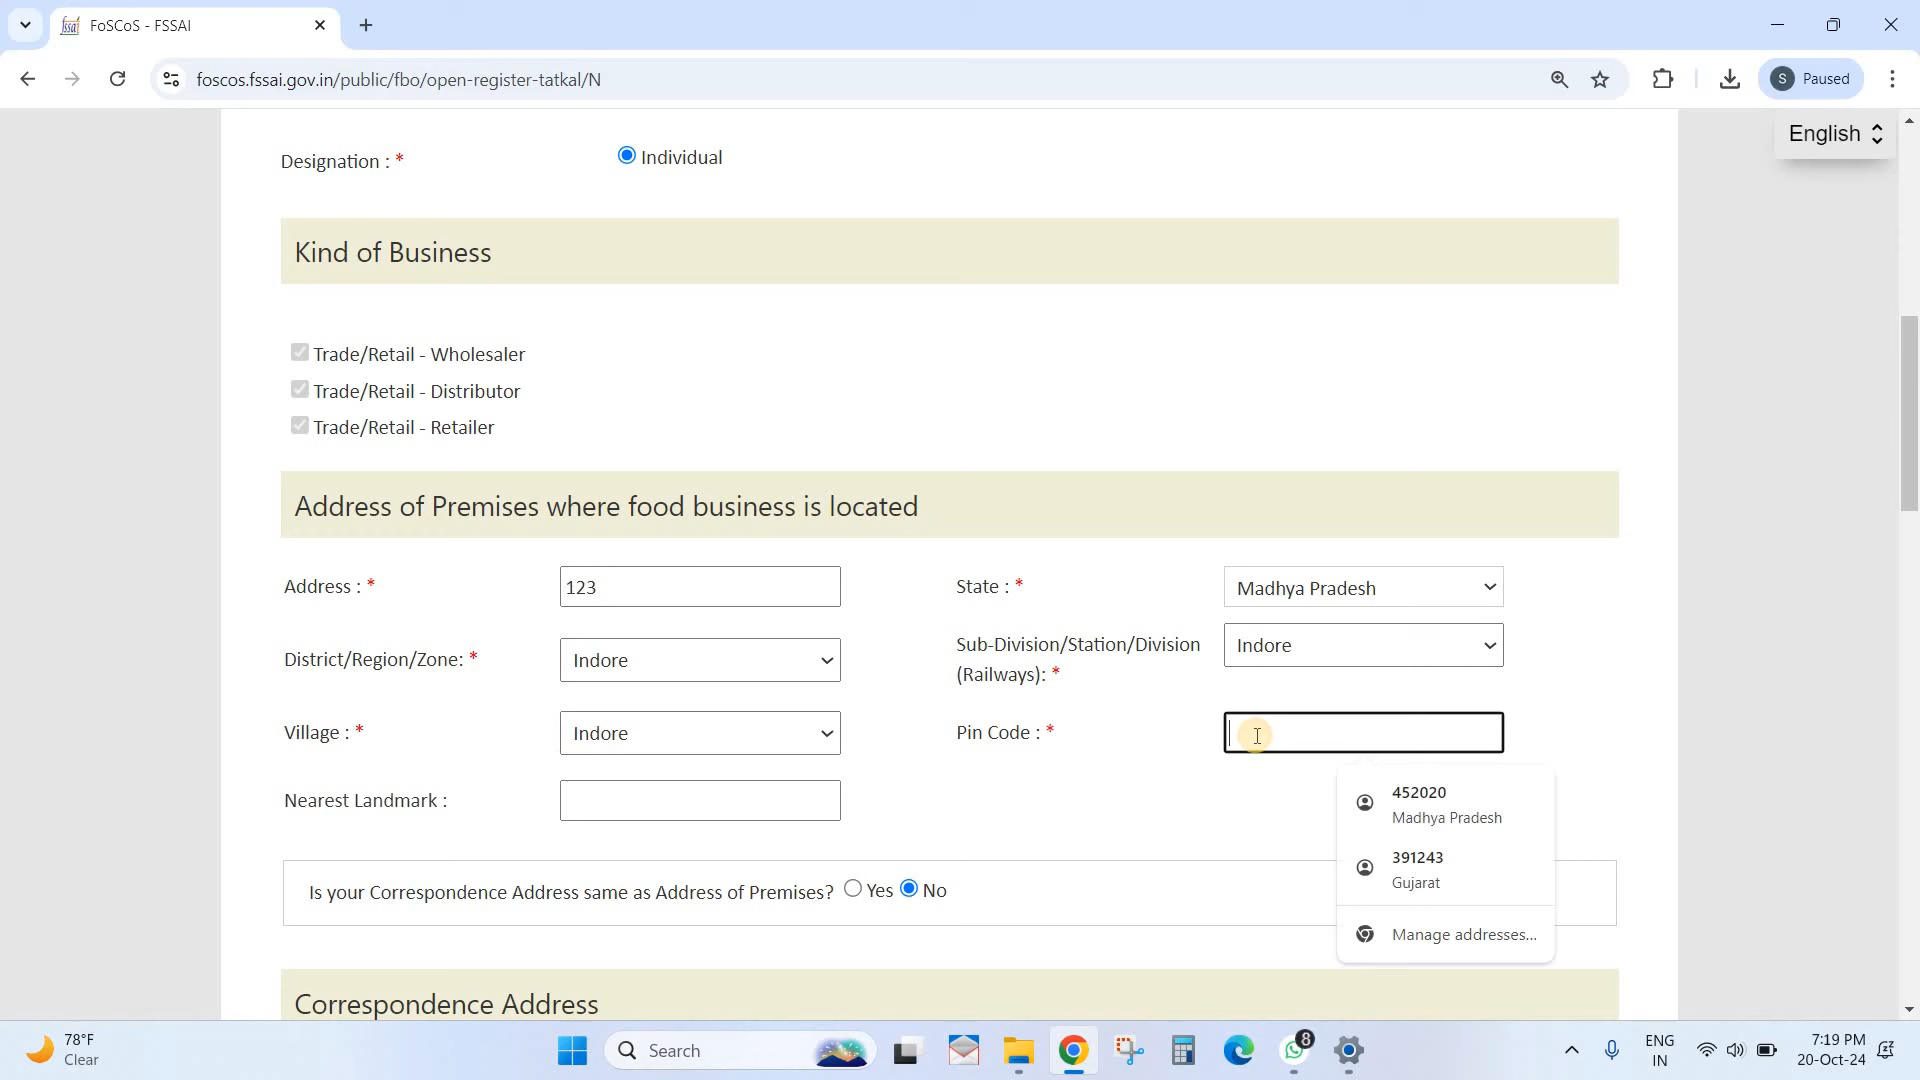 FoSCoS - FSSAI
foscos.fssai.gov.in/public/fbo/open-register-tatkal/N
S Paused
English
Designation : *
Individual
Kind of Business
Trade/Retail - Wholesaler
Trade/Retail - Distributor
Trade/Retail - Retailer
Address of Premises where food business is located
Address : *
123
State : *
Madhya Pradesh
District/Region/Zone: *
Indore
Sub-Division/Station/Division
(Railways): *
Indore
Village : *
Indore
Pin Code : *
452020
Madhya Pradesh
391243
Gujarat
Manage addresses...
Nearest Landmark :
Is your Correspondence Address same as Address of Premises? Yes No
Correspondence Address
78°F
Clear
Search
8
ENG
IN
7:19 PM
20-Oct-24